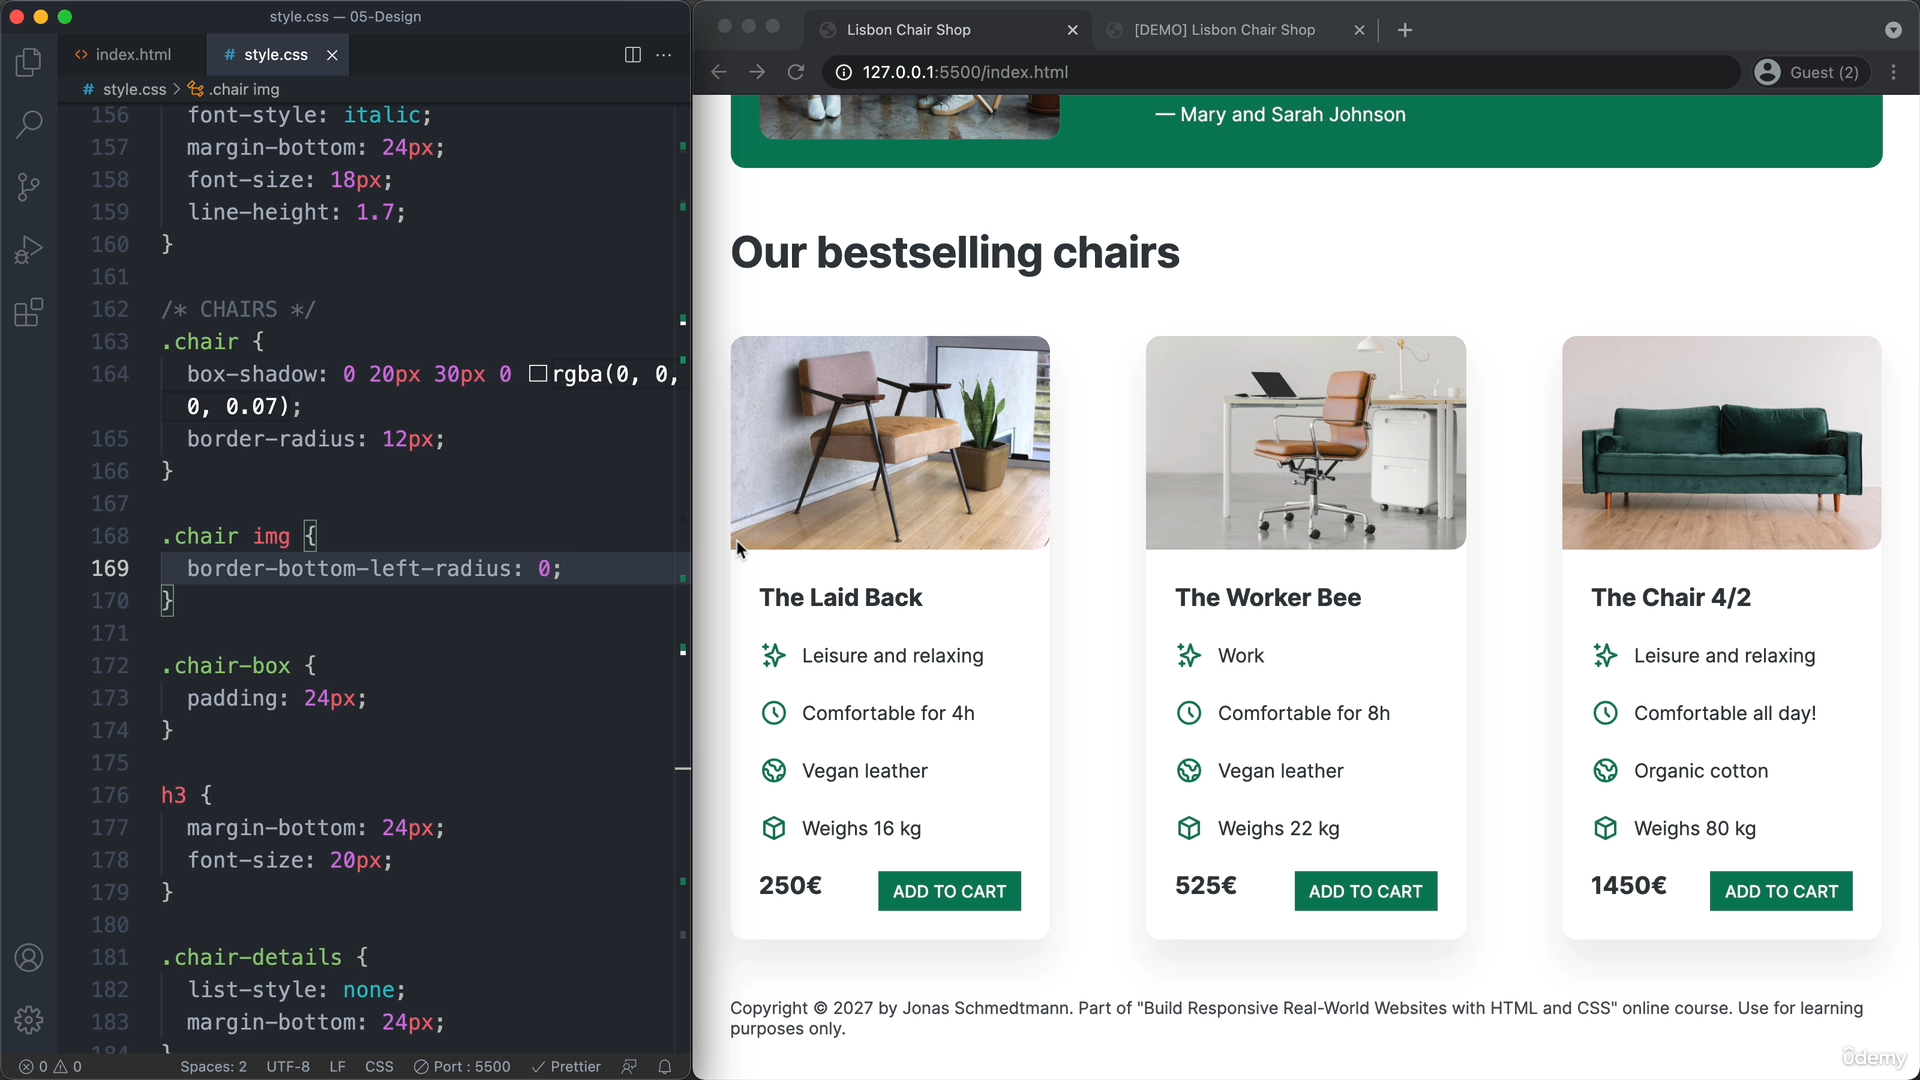 style.css — 05-Design
index.html
# style.css
# style.css > .chair img
156 font-style: italic;
157 margin-bottom: 24px;
158 font-size: 18px;
159 line-height: 1.7;
160 }
161
162 /* CHAIRS */
163 .chair {
164 box-shadow: 0 20px 30px 0 rgba(0, 0,
0, 0.07);
165 border-radius: 12px;
166 }
167
168 .chair img {
169 border-bottom-left-radius: 0;
170 }
171
172 .chair-box {
173 padding: 24px;
174 }
175
176 h3 {
177 margin-bottom: 24px;
178 font-size: 20px;
179 }
180
181 .chair-details {
182 list-style: none;
183 margin-bottom: 24px;
184 }
0 0
Spaces: 2
UTF-8
LF
CSS
Port : 5500
Prettier
Lisbon Chair Shop
[DEMO] Lisbon Chair Shop
127.0.0.1:5500/index.html
Guest (2)
— Mary and Sarah Johnson
Our bestselling chairs
The Laid Back
Leisure and relaxing
Comfortable for 4h
Vegan leather
Weighs 16 kg
250€
ADD TO CART
The Worker Bee
Work
Comfortable for 8h
Vegan leather
Weighs 22 kg
525€
ADD TO CART
The Chair 4/2
Leisure and relaxing
Comfortable all day!
Organic cotton
Weighs 80 kg
1450€
ADD TO CART
Copyright © 2027 by Jonas Schmedtmann. Part of "Build Responsive Real-World Websites with HTML and CSS" online course. Use for learning
purposes only.
ûdemy